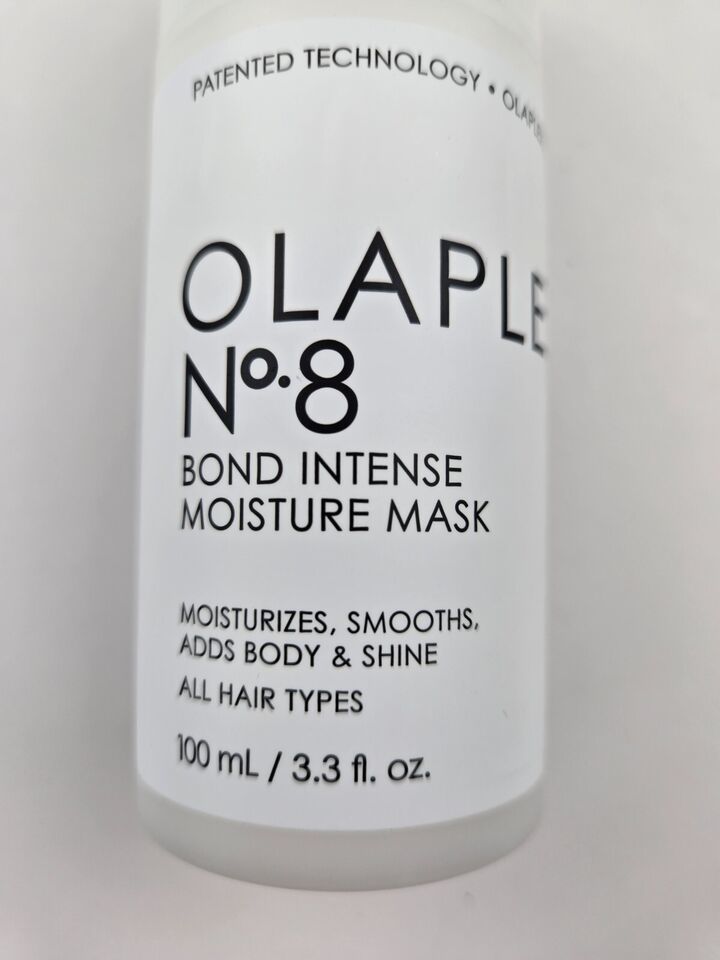 PATENTED TECHNOLOGY • OLAPLEX
OLAPLE
Nº.8
BOND INTENSE
MOISTURE MASK
MOISTURIZES, SMOOTHS,
ADDS BODY & SHINE
ALL HAIR TYPES
100 mL / 3.3 fl. oz.